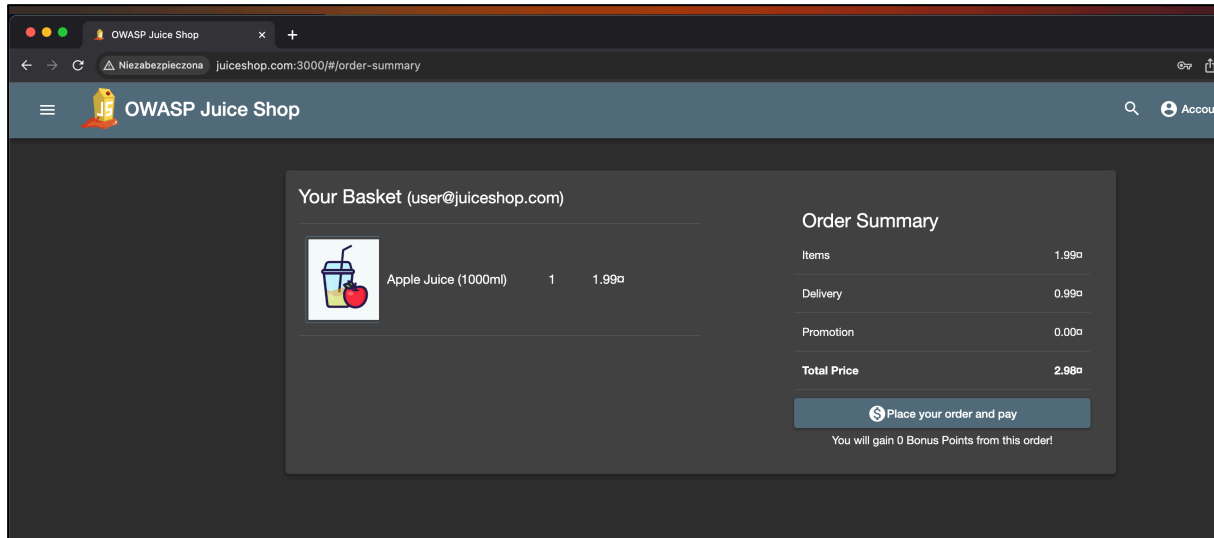 OWASP Juice Shop
Niezabezpieczona juiceshop.com:3000/#/order-summary
JS
OWASP Juice Shop
Accou
Your Basket (user@juiceshop.com)
Apple Juice (1000ml) 1 1.99¤
Order Summary
Items 1.99¤
Delivery 0.99¤
Promotion 0.00¤
Total Price 2.98¤
Place your order and pay
You will gain 0 Bonus Points from this order!